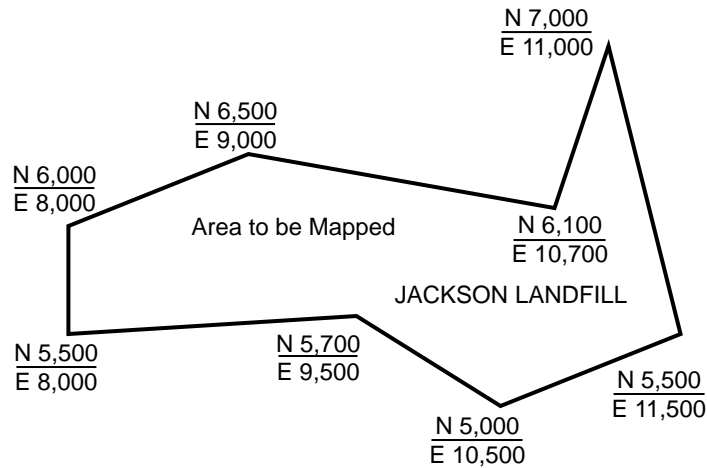 N 7,000
E 11,000
N 6,500
E 9,000
N 6,000
E 8,000
Area to be Mapped
N 6,100
E 10,700
JACKSON LANDFILL
N 5,500
E 8,000
N 5,700
E 9,500
N 5,500
E 11,500
N 5,000
E 10,500